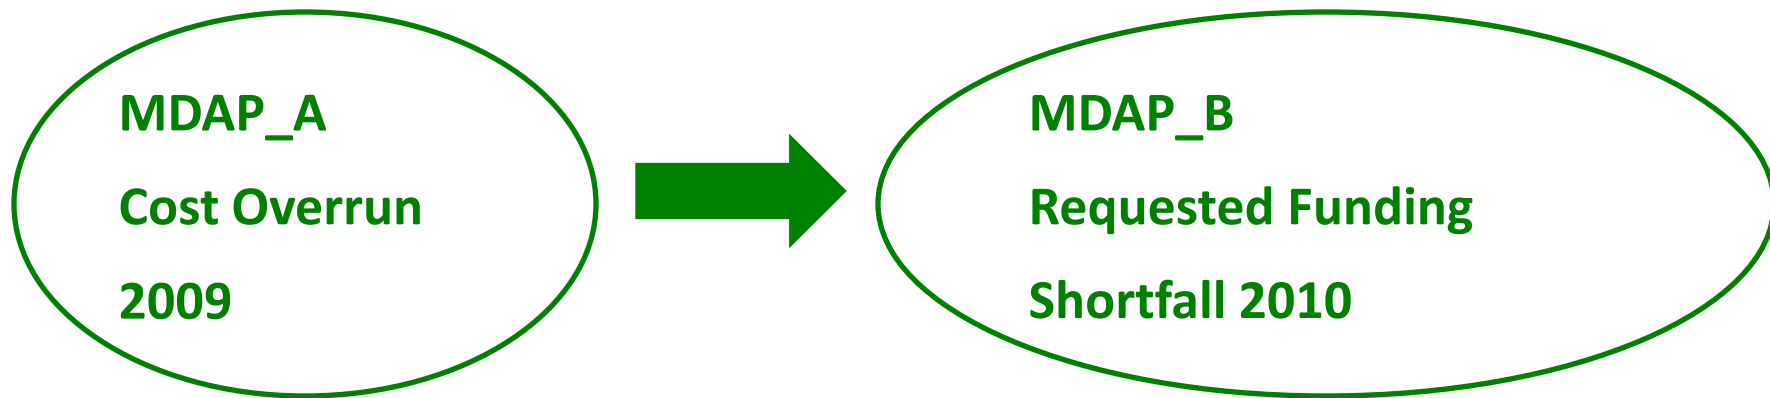 MDAP_A
Cost Overrun
2009
MDAP_B
Requested Funding
Shortfall 2010